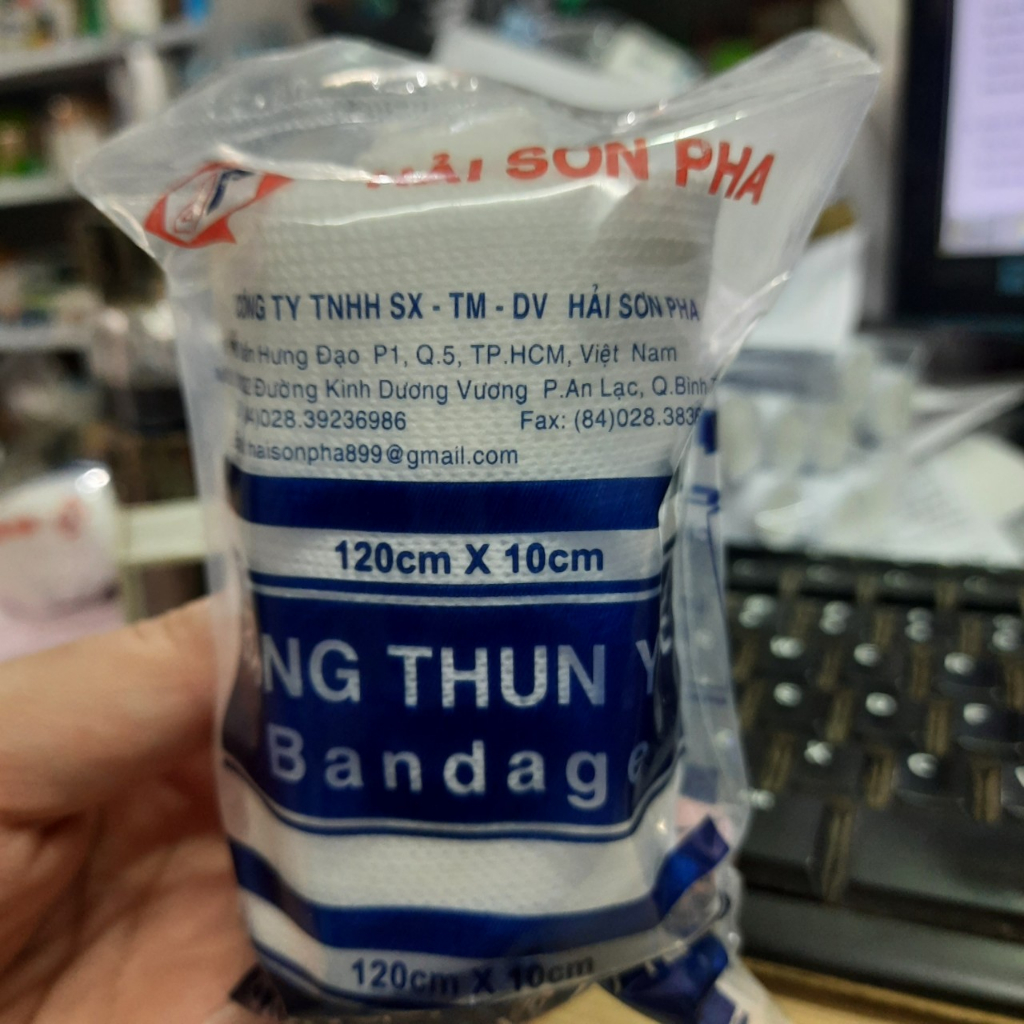 HẢI SƠN PHA
CÔNG TY TNHH SX - TM - DV HẢI SƠN PHA
Hưng Đạo P1, Q.5, TP.HCM, Việt Nam
Đường Kinh Dương Vương P.An Lạc, Q.Bình
4)028.39236986 Fax: (84)028.383
haisonpha899@gmail.com
120cm X 10cm
NG THUN Y
Bandage
120cm X 10cm